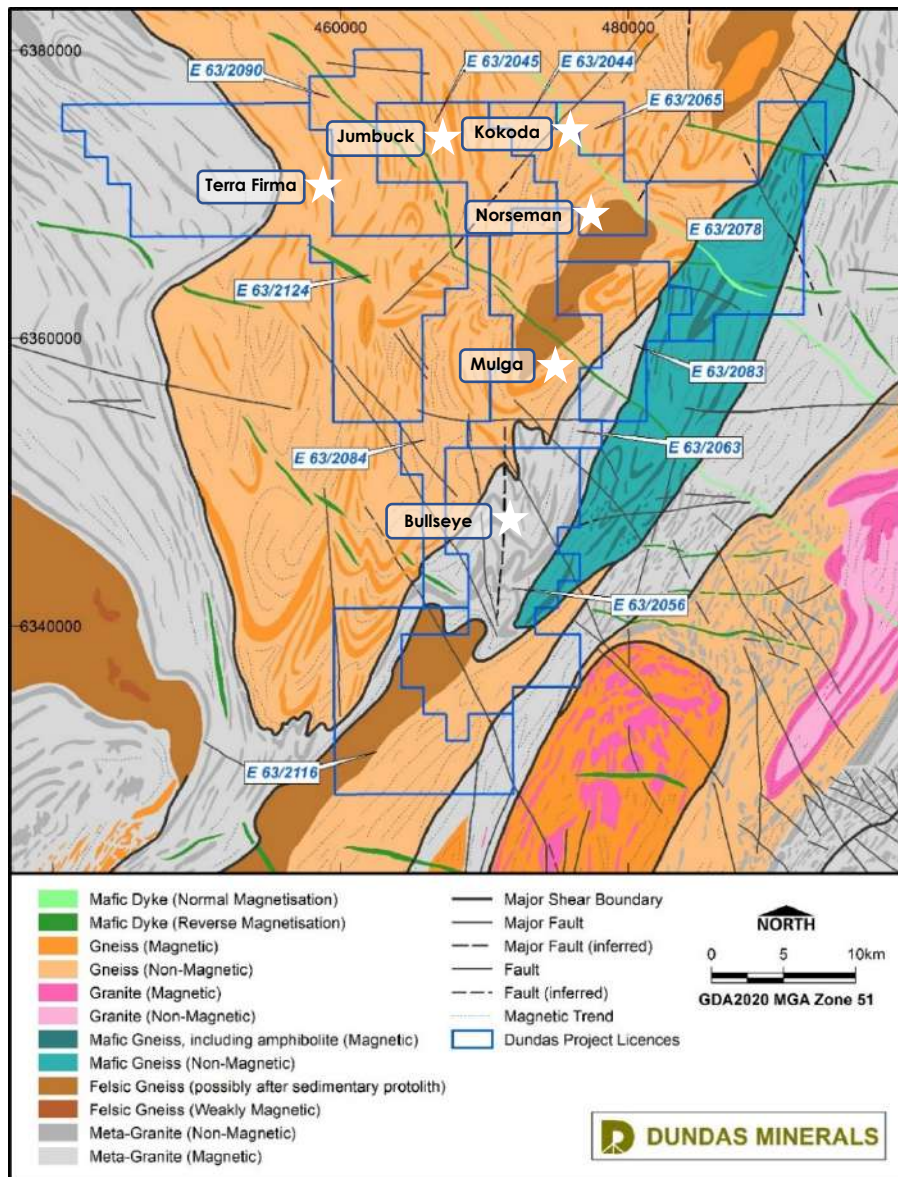 460000
480000
6380000
E 63/2090
E 63/2045
E 63/2044
E 63/2065
Jumbuck
Kokoda
Terra Firma
Norseman
E 63/2078
E 63/2124
6360000
Mulga
E 63/2083
E 63/2084
E 63/2063
Bullseye
E 63/2056
6340000
E 63/2116
Mafic Dyke (Normal Magnetisation)
Mafic Dyke (Reverse Magnetisation)
Gneiss (Magnetic)
Gneiss (Non-Magnetic)
Granite (Magnetic)
Granite (Non-Magnetic)
Mafic Gneiss, including amphibolite (Magnetic)
Mafic Gneiss (Non-Magnetic)
Felsic Gneiss (possibly after sedimentary protolith)
Felsic Gneiss (Weakly Magnetic)
Meta-Granite (Non-Magnetic)
Meta-Granite (Magnetic)
Major Shear Boundary
Major Fault
Major Fault (inferred)
Fault
Fault (inferred)
Magnetic Trend
Dundas Project Licences
NORTH
0 5 10km
GDA2020 MGA Zone 51
DUNDAS MINERALS